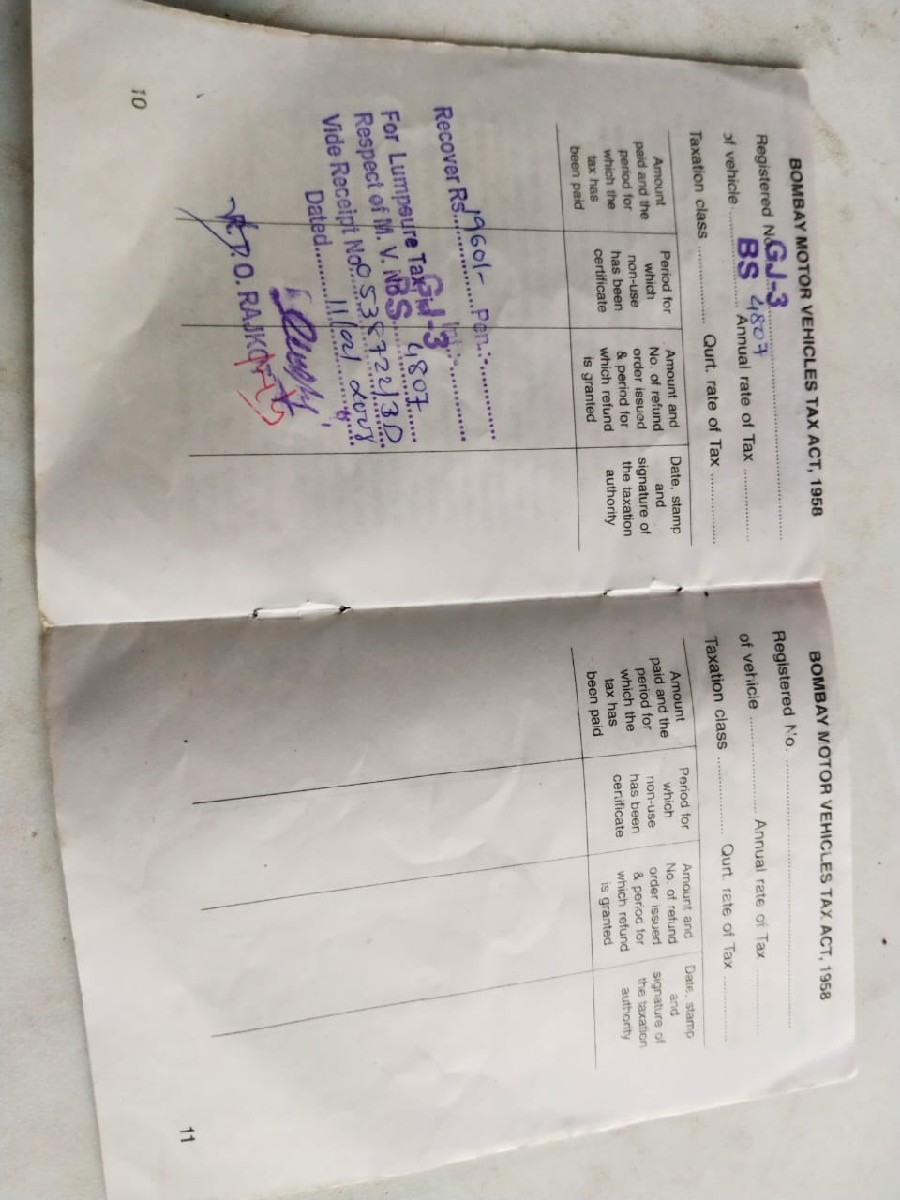 BOMBAY MOTOR VEHICLES TAX ACT, 1958
Registered No. GJ-3
of vehicle BS 4807 Annual rate of Tax
Taxation class Qurt. rate of Tax
Amount paid and the period for which the tax has been paid
Period for which non-use has been certificate
Amount and No. of refund order issued & period for which refund is granted
Date, stamp and signature of the taxation authority
Recover Rs. 1960/- Pen:-
For Lumpsure Tax Int:-
GJ-3
Respect of M. V. No BS 4807
Vide Receipt No 0538722/30
Dated 11/02/2008
RAJKOT
10
BOMBAY MOTOR VEHICLES TAX ACT, 1958
Registered No.
of vehicle Annual rate of Tax
Taxation class Qurt. rate of Tax
Amount paid and the period for which the tax has been paid
Period for which non-use has been certificate
Amount and No. of refund order issued & period for which refund is granted
Date, stamp and signature of the taxation authority
11